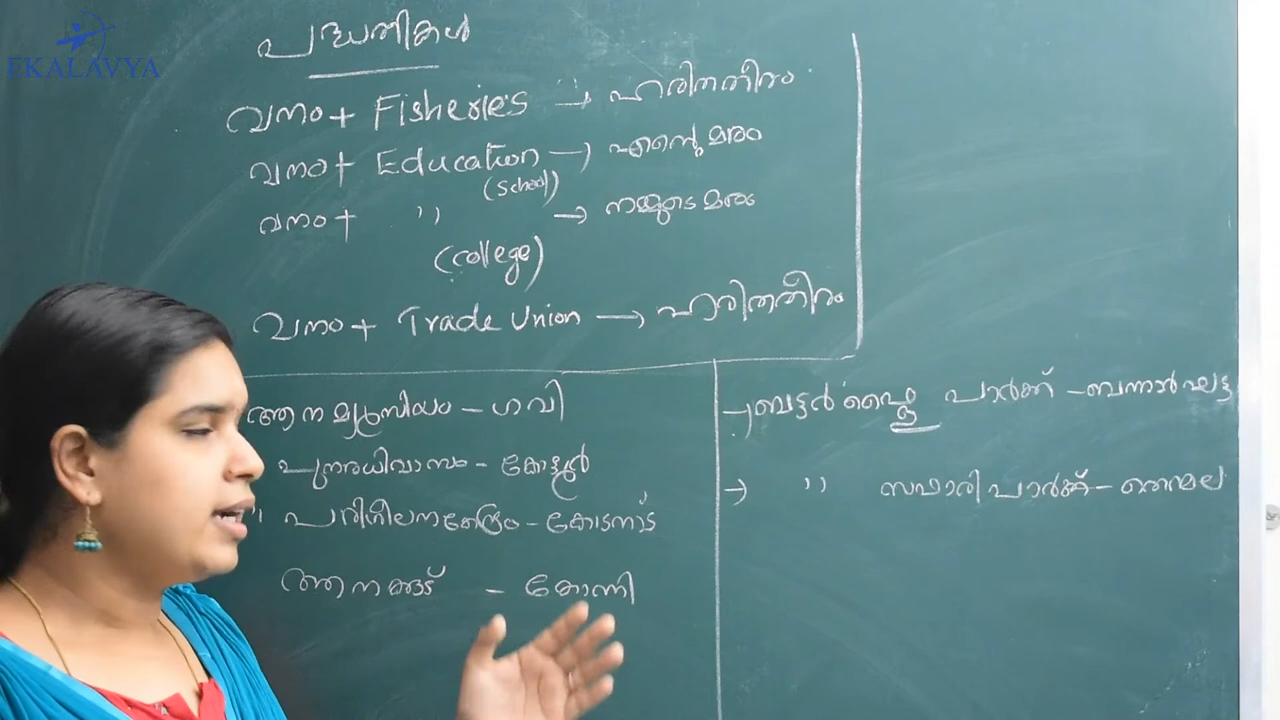 EKALAVYA
പദ്ധതികൾ
വനം + Fisheries → ഹരിതതീരം
വനം + Education → എന്റെ മരം
(School)
വനം + ,, → നമ്മുടെ മരം
(College)
വനം + Trade Union → ഹരിതതീരം
ആന മ്യൂസിയം - ഗവി
പുനരധിവാസം - കോട്ടൂർ
,, പരിശീലനകേന്ദ്രം - കോടനാട്
ആനക്കൂട് - കോന്നി
→ ബട്ടർഫ്ലൈ പാർക്ക് - ബന്നാർഘട്ട
→ ,, സഫാരി പാർക്ക് - തെന്മല